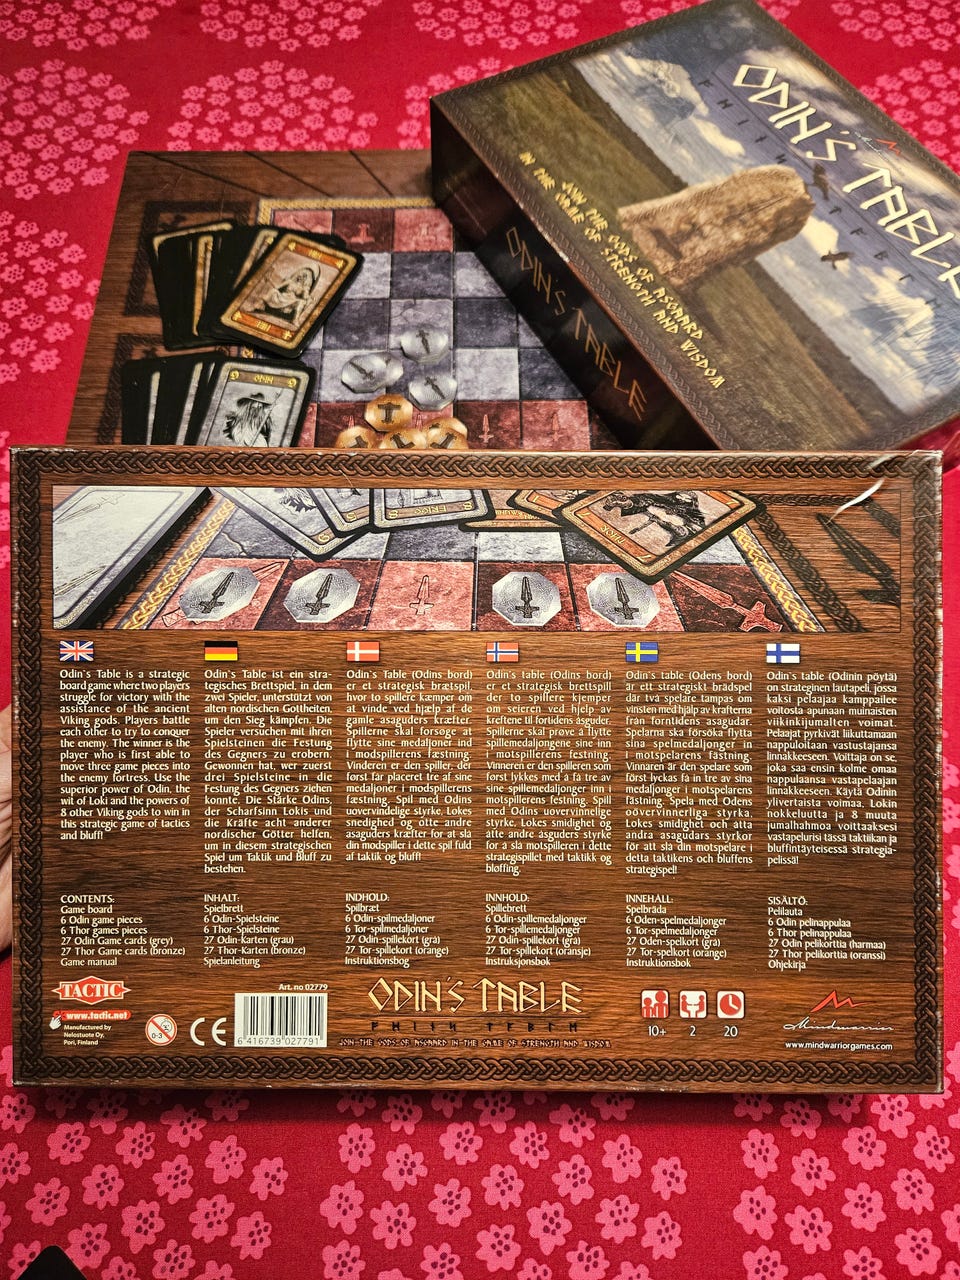 ODIN'S TABLE
JOIN THE GODS OF ASGAARD
IN THE GAME OF STRENGTH AND WISDOM
ODIN'S TABLE
ODIN
Odin`s Table is a strategic
board game where two players
struggle for victory with the
assistance of the ancient
Viking gods. Players battle
each other to try to conquer
the enemy. The winner is the
player who is first able to
move three game pieces into
the enemy fortress. Use the
superior power of Odin, the
wit of Loki and the powers of
8 other Viking gods to win in
this strategic game of tactics
and bluff!
CONTENTS:
Game board
6 Odin game pieces
6 Thor games pieces
27 Odin Game cards (grey)
27 Thor Game cards (bronze)
Game manual
Odin`s Table ist ein stra-
tegisches Brettspiel, in dem
zwei Spieler, unterstützt von
alten nordischen Gottheiten,
um den Sieg kämpfen. Die
Spieler versuchen mit ihren
Spielsteinen die Festung
des Gegners zu erobern.
Gewonnen hat, wer zuerst
drei Spielsteine in die
Festung des Gegners ziehen
konnte. Die Stärke Odins,
der Scharfsinn Lokis und
die Kräfte acht anderer
nordischer Götter helfen,
um in diesem strategischen
Spiel um Taktik und Bluff zu
bestehen.
INHALT:
Spielbrett
6 Odin-Spielsteine
6 Thor-Spielsteine
27 Odin-Karten (grau)
27 Thor-Karten (bronze)
Spielanleitung
Odin`s Table (Odins bord)
er et strategisk brætspil,
hvor to spillere kæmper om
at vinde ved hjælp af de
gamle asaguders kræfter.
Spillerne skal forsøge at
flytte sine medaljoner ind
i modspillerens fæstning.
Vinderen er den spiller, der
først får placeret tre af sine
medaljoner i modspillerens
fæstning. Spil med Odins
uovervindelige styrke, Lokes
snedighed og otte andre
asaguders kræfter for at slå
din modspiller i dette spil fuld
af taktik og bluff!
INDHOLD:
Spilbræt
6 Odin-spilmedaljoner
6 Tor-spilmedaljoner
27 Odin-spillekort (grå)
27 Tor-spillekort (orange)
Instruktionsbog
Odin`s table (Odins bord)
er et strategisk brettspill
der to spillere kjemper
om seieren ved hjelp av
kreftene til fortidens åsguder.
Spillerne skal prøve å flytte
spillemedaljongene sine inn
i motspillerens festning.
Vinneren er den spilleren som
først lykkes med å få tre av
sine spillemedaljonger inn i
motspillerens festning. Spill
med Odins uovervinnelige
styrke, Lokes smidighet og
åtte andre åsguders styrke
for å slå motspilleren i dette
strategispillet med taktikk og
bløffing.
INNHOLD:
Spillebrett
6 Odin-spillemedaljonger
6 Tor-spillemedaljonger
27 Odin-spillekort (grå)
27 Tor-spillekort (oransje)
Instruksjonsbok
Odin`s table (Odens bord)
är ett strategiskt brädspel
där två spelare tampas om
vinsten med hjälp av krafterna
från forntidens asagudar.
Spelarna ska försöka flytta
sina spelmedaljonger in
i motspelarens fästning.
Vinnaren är den spelare som
först lyckas få in tre av sina
medaljonger i motspelarens
fästning. Spela med Odens
oövervinnerliga styrka,
Lokes smidighet och åtta
andra asagudars styrkor
för att slå din motspelare i
detta taktikens och bluffens
strategispel!
INNEHÅLL:
Spelbräda
6 Oden-spelmedaljonger
6 Tor-spelmedaljonger
27 Oden-spelkort (grå)
27 Tor-spelkort (orange)
Instruktionsbok
Odin`s table (Odinin pöytä)
on strateginen lautapeli, jossa
kaksi pelaajaa kamppailee
voitosta apunaan muinaisten
viikinkijumalten voimat.
Pelaajat pyrkivät liikuttamaan
nappuloitaan vastustajansa
linnakkeeseen. Voittaja on se,
joka saa ensin kolme omaa
nappulaansa vastapelaajan
linnakkeeseen. Käytä Odinin
ylivertaista voimaa, Lokin
nokkeluutta ja 8 muuta
jumalhahmoa voittaaksesi
vastapelurisi tässä taktiikan ja
bluffintäyteisessä strategia-
pelissä!
SISÄLTÖ:
Pelilauta
6 Odin pelinappulaa
6 Thor pelinappulaa
27 Odin pelikorttia (harmaa)
27 Thor pelikorttia (oranssi)
Ohjekirja
TACTIC
www.tactic.net
Manufactured by
Nelostuote Oy,
Pori, Finland
0-3
CE
Art. no 02779
6 416739 027791
ODIN'S TABLE
JOIN THE GODS OF ASGAARD IN THE GAME OF STRENGTH AND WISDOM
10+ 2 20
Mindwarrior
www.mindwarriorgames.com